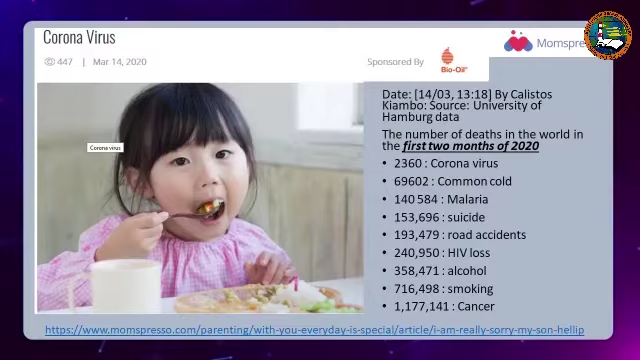 Corona Virus
447 | Mar 14, 2020
Sponsored By
Bio-Oil
Momspre
Corona virus
Date: [14/03, 13:18] By Calistos
Kiambo: Source: University of
Hamburg data
The number of deaths in the world in
the first two months of 2020
• 2360 : Corona virus
• 69602 : Common cold
• 140 584 : Malaria
• 153,696 : suicide
• 193,479 : road accidents
• 240,950 : HIV loss
• 358,471 : alcohol
• 716,498 : smoking
• 1,177,141 : Cancer
https://www.momspresso.com/parenting/with-you-everyday-is-special/article/i-am-really-sorry-my-son-hellip